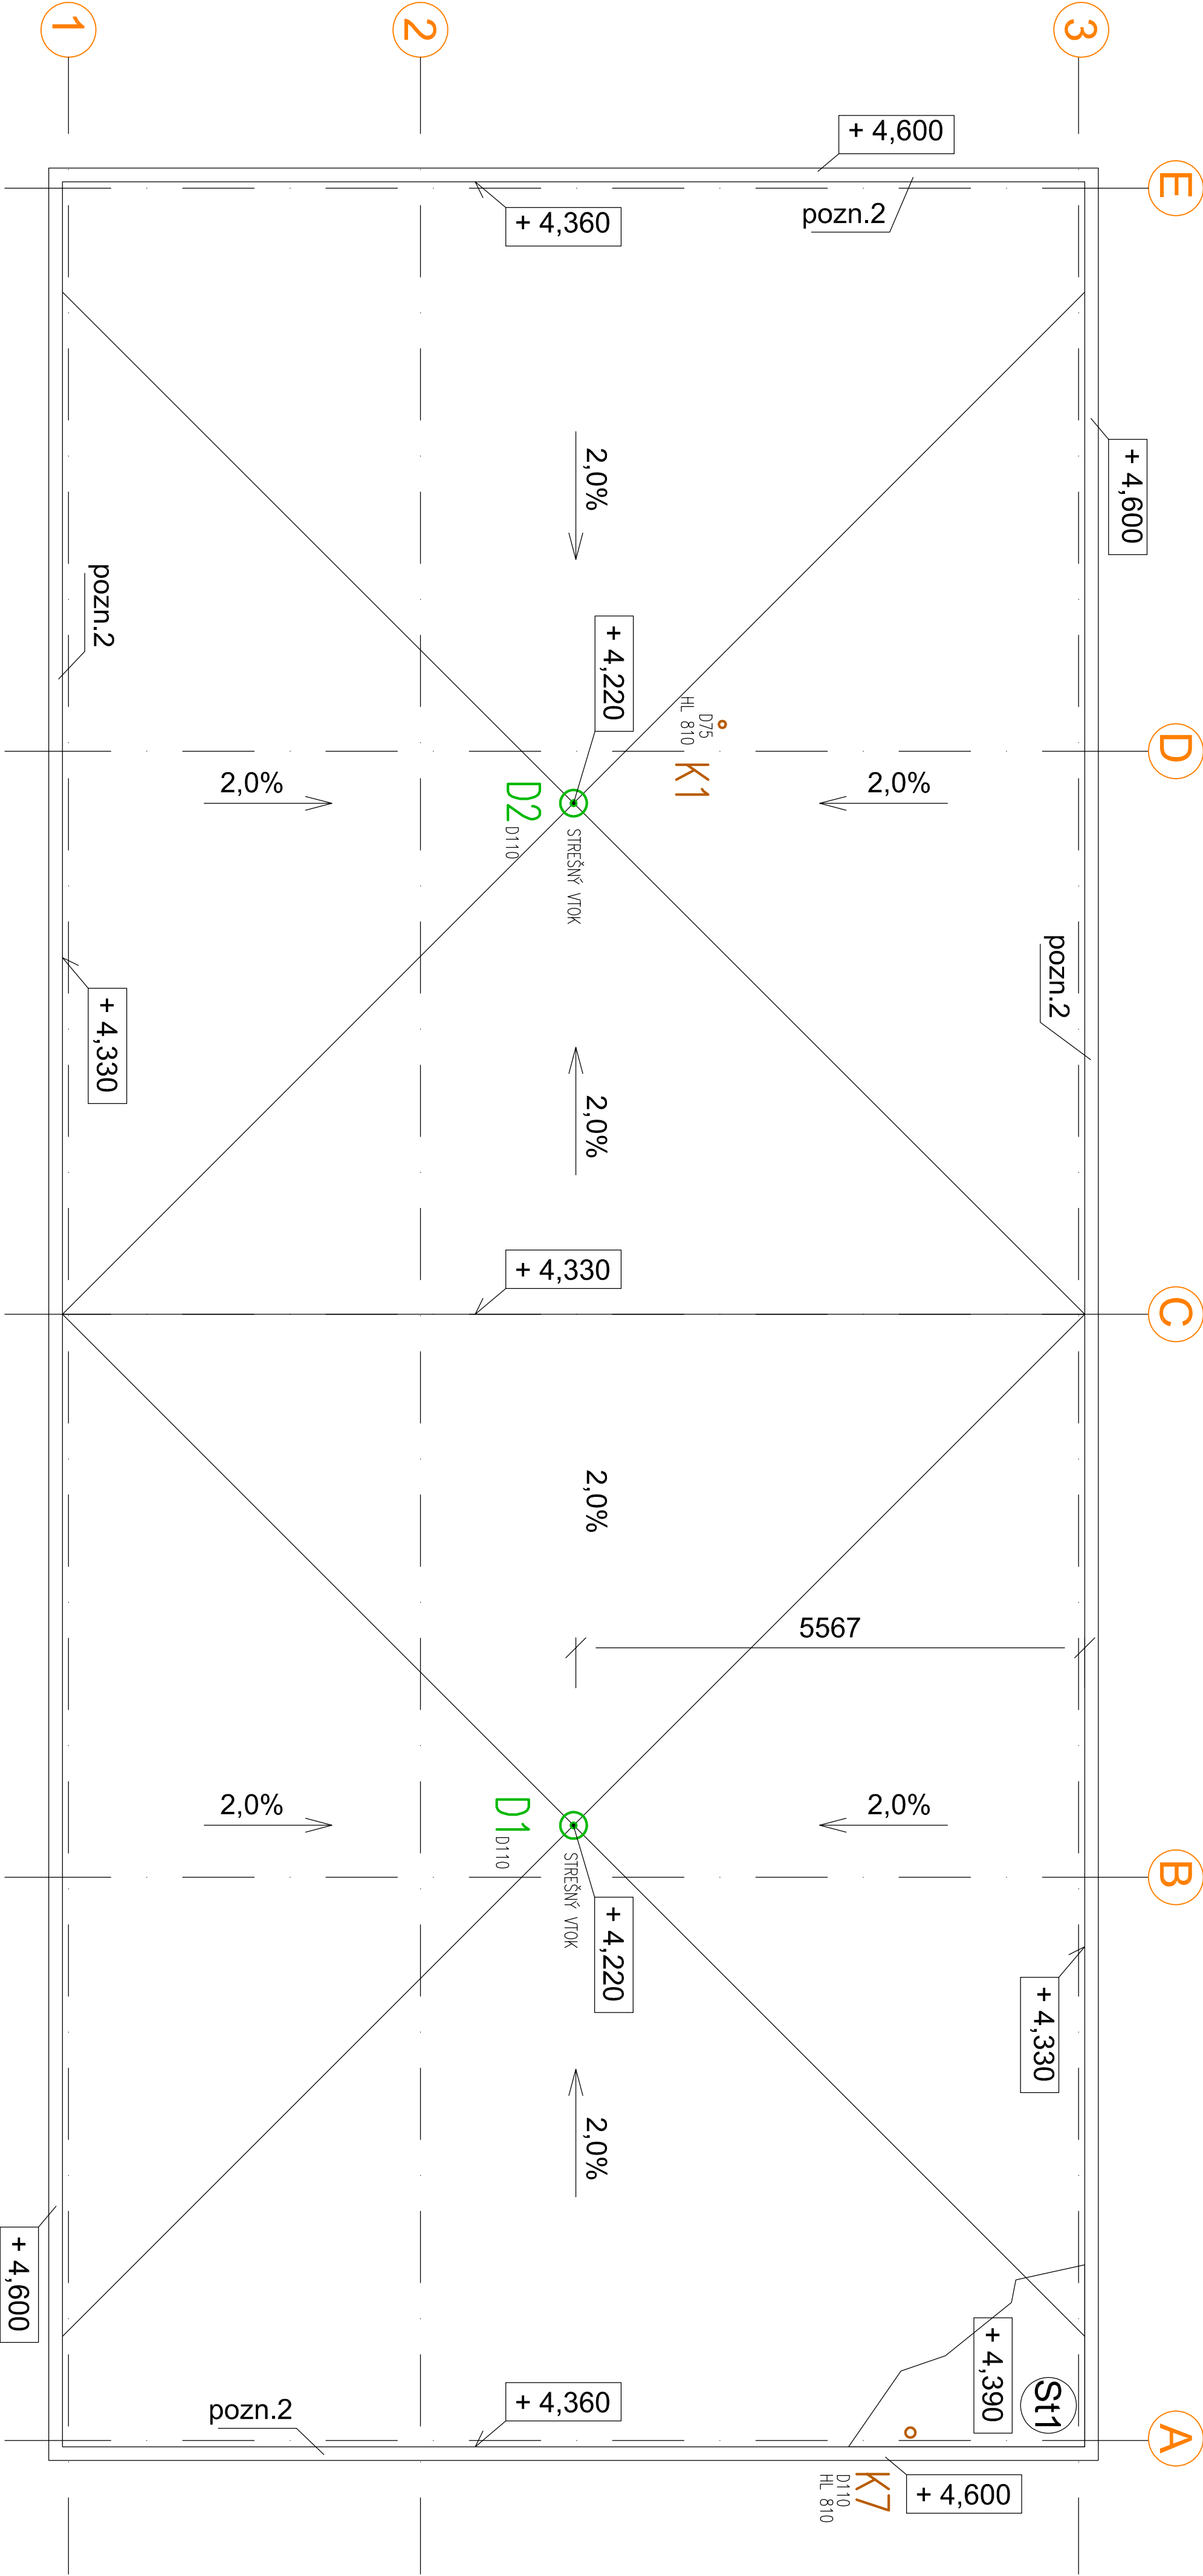 1
2
3
+ 4,600
E
+ 4,360
pozn.2
+ 4,600
2,0%
pozn.2
+ 4,220
D75
HL 810
K1
D
2,0%
2,0%
D2
D110
STREŠNÝ VTOK
pozn.2
+ 4,330
2,0%
+ 4,330
C
2,0%
5567
2,0%
2,0%
D1
D110
STREŠNÝ VTOK
B
+ 4,220
+ 4,330
2,0%
+ 4,600
+ 4,390
St1
+ 4,360
pozn.2
A
K7
D110
HL 810
+ 4,600